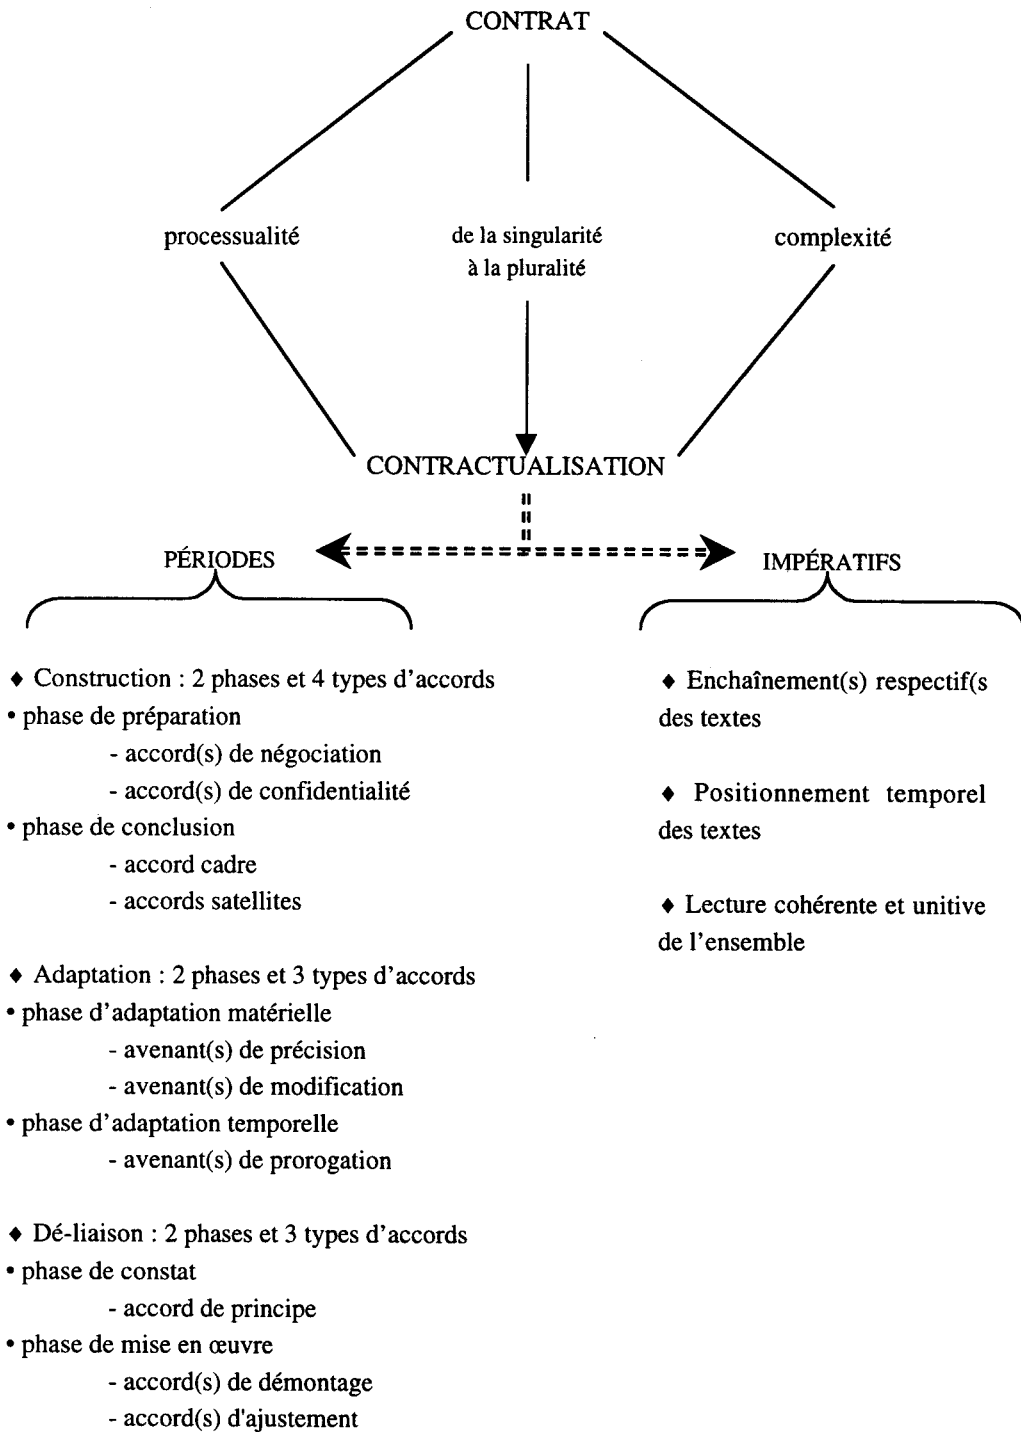 CONTRAT
processualité
de la singularité
à la pluralité
complexité
CONTRACTUALISATION
PÉRIODES
♦ Construction : 2 phases et 4 types d'accords
• phase de préparation
- accord(s) de négociation
- accord(s) de confidentialité
• phase de conclusion
- accord cadre
- accords satellites
♦ Adaptation : 2 phases et 3 types d'accords
• phase d'adaptation matérielle
- avenant(s) de précision
- avenant(s) de modification
• phase d'adaptation temporelle
- avenant(s) de prorogation
♦ Dé-liaison : 2 phases et 3 types d'accords
• phase de constat
- accord de principe
• phase de mise en œuvre
- accord(s) de démontage
- accord(s) d'ajustement
IMPÉRATIFS
♦ Enchaînement(s) respectif(s
des textes
♦ Positionnement temporel
des textes
♦ Lecture cohérente et unitive
de l'ensemble